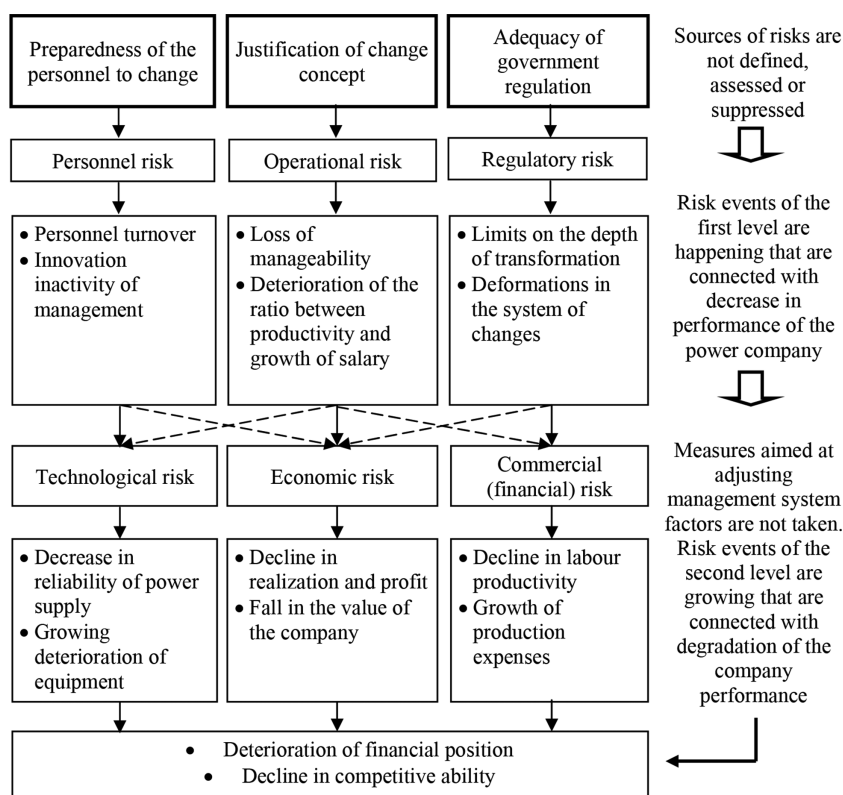 Preparedness of the
personnel to change
Justification of change
concept
Adequacy of
government
regulation
Sources of risks are
not defined,
assessed or
suppressed
Personnel risk
Operational risk
Regulatory risk
• Personnel turnover
• Innovation
inactivity of
management
• Loss of
manageability
• Deterioration of the
ratio between
productivity and
growth of salary
• Limits on the depth
of transformation
• Deformations in
the system of
changes
Risk events of the
first level are
happening that are
connected with
decrease in
performance of the
power company
Technological risk
Economic risk
Commercial
(financial) risk
• Decrease in
reliability of power
supply
• Growing
deterioration of
equipment
• Decline in
realization and profit
• Fall in the value of
the company
• Decline in labour
productivity
• Growth of
production
expenses
Measures aimed at
adjusting
management system
factors are not taken.
Risk events of the
second level are
growing that are
connected with
degradation of the
company
performance
• Deterioration of financial position
• Decline in competitive ability